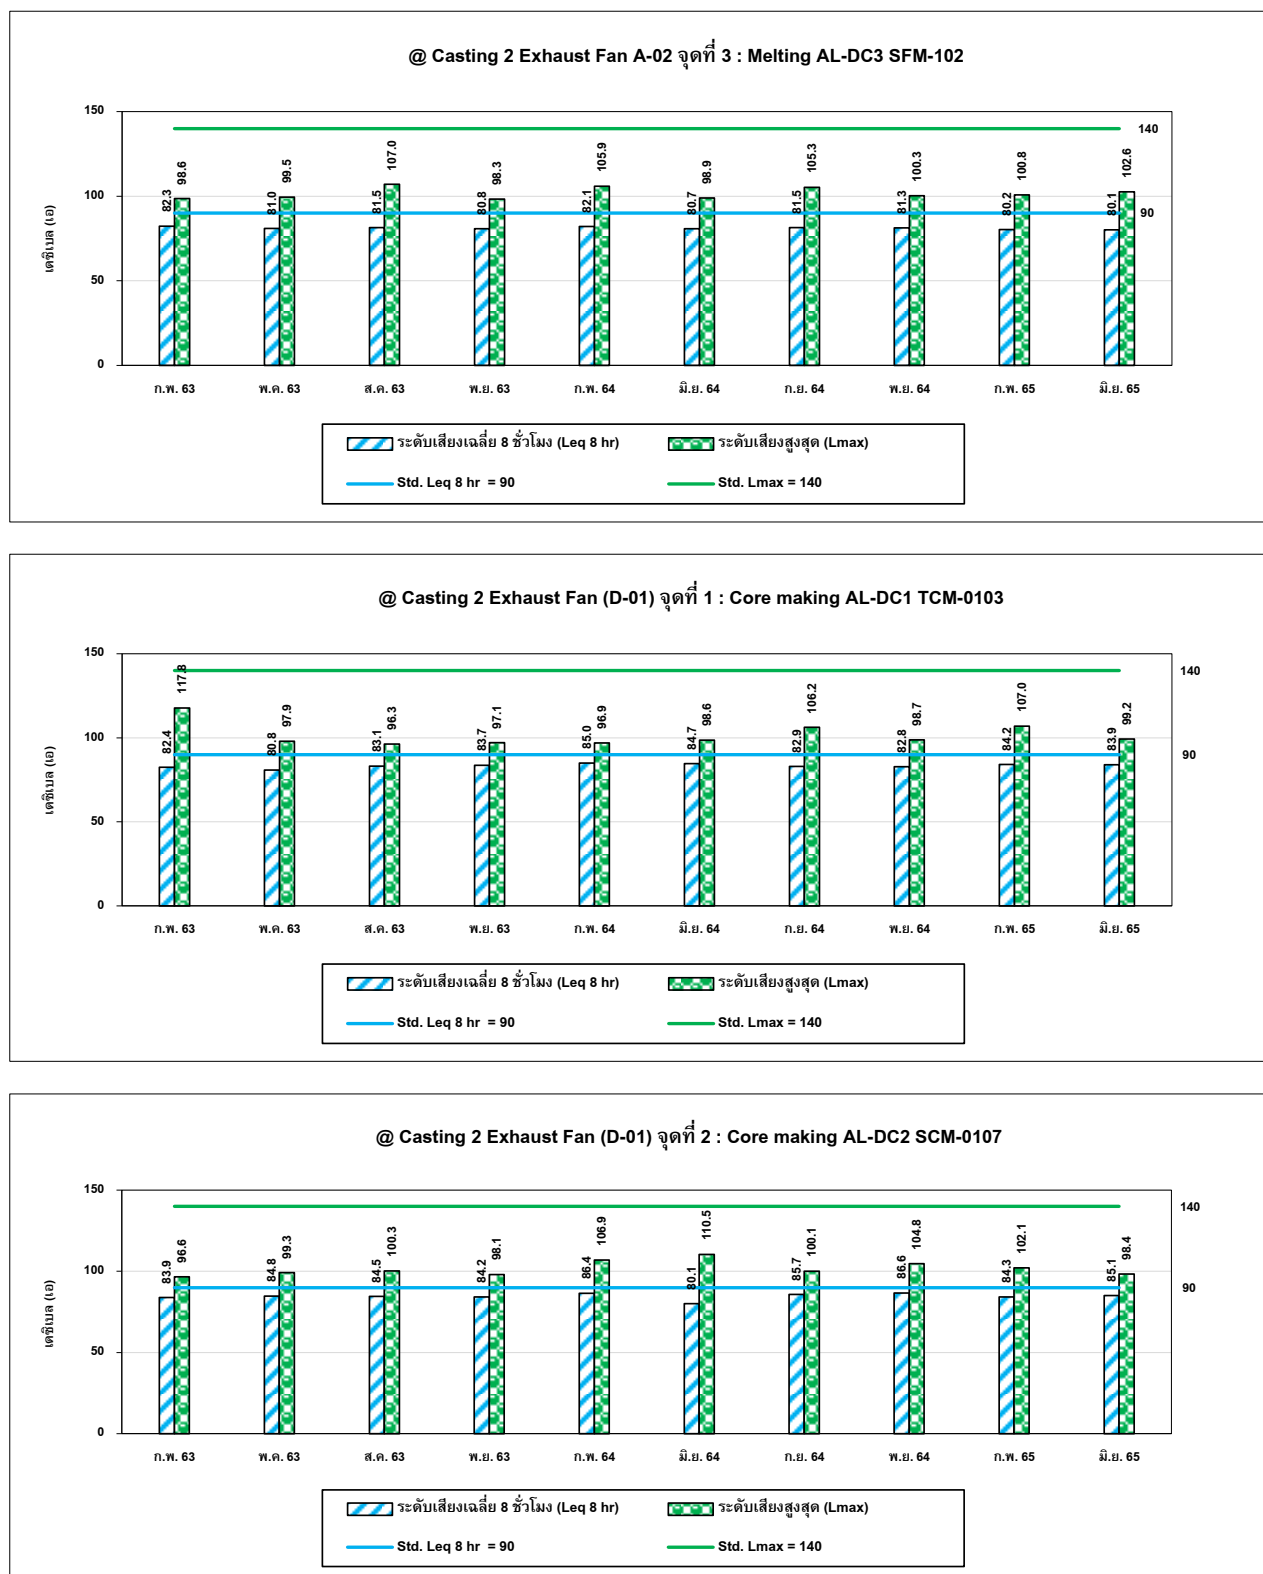 @ Casting 2 Exhaust Fan A-02 จุดที่ 3 : Melting AL-DC3 SFM-102
เดซิเบล (เอ)
150
100
50
0
82.3 98.6 81.0 99.5 81.5 107.0 80.8 98.3 82.1 105.9 80.7 98.9 81.5 105.3 81.3 100.3 80.2 100.8 80.1 102.6
140
90
ก.พ. 63 พ.ค. 63 ส.ค. 63 พ.ย. 63 ก.พ. 64 มิ.ย. 64 ก.ย. 64 พ.ย. 64 ก.พ. 65 มิ.ย. 65
ระดับเสียงเฉลี่ย 8 ชั่วโมง (Leq 8 hr) ระดับเสียงสูงสุด (Lmax)
Std. Leq 8 hr = 90 Std. Lmax = 140
@ Casting 2 Exhaust Fan (D-01) จุดที่ 1 : Core making AL-DC1 TCM-0103
เดซิเบล (เอ)
150
100
50
0
82.4 117.8 80.8 97.9 83.1 96.3 83.7 97.1 85.0 96.9 84.7 98.6 82.9 106.2 82.8 98.7 84.2 107.0 83.9 99.2
140
90
ก.พ. 63 พ.ค. 63 ส.ค. 63 พ.ย. 63 ก.พ. 64 มิ.ย. 64 ก.ย. 64 พ.ย. 64 ก.พ. 65 มิ.ย. 65
ระดับเสียงเฉลี่ย 8 ชั่วโมง (Leq 8 hr) ระดับเสียงสูงสุด (Lmax)
Std. Leq 8 hr = 90 Std. Lmax = 140
@ Casting 2 Exhaust Fan (D-01) จุดที่ 2 : Core making AL-DC2 SCM-0107
เดซิเบล (เอ)
150
100
50
0
83.9 96.6 84.8 99.3 84.5 100.3 84.2 98.1 86.4 106.9 80.1 110.5 85.7 100.1 86.6 104.8 84.3 102.1 85.1 98.4
140
90
ก.พ. 63 พ.ค. 63 ส.ค. 63 พ.ย. 63 ก.พ. 64 มิ.ย. 64 ก.ย. 64 พ.ย. 64 ก.พ. 65 มิ.ย. 65
ระดับเสียงเฉลี่ย 8 ชั่วโมง (Leq 8 hr) ระดับเสียงสูงสุด (Lmax)
Std. Leq 8 hr = 90 Std. Lmax = 140